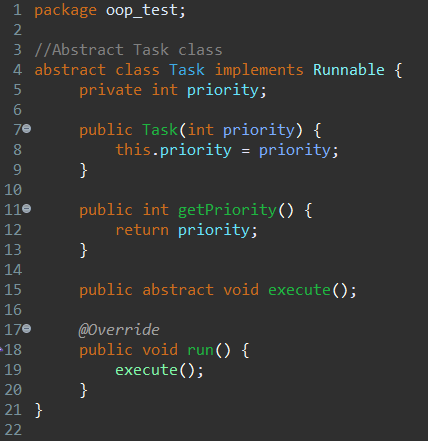 1 package oop_test;
2
3 //Abstract Task class
4 abstract class Task implements Runnable {
5     private int priority;
6
7     public Task(int priority) {
8         this.priority = priority;
9     }
10
11     public int getPriority() {
12         return priority;
13     }
14
15     public abstract void execute();
16
17     @Override
18     public void run() {
19         execute();
20     }
21 }
22